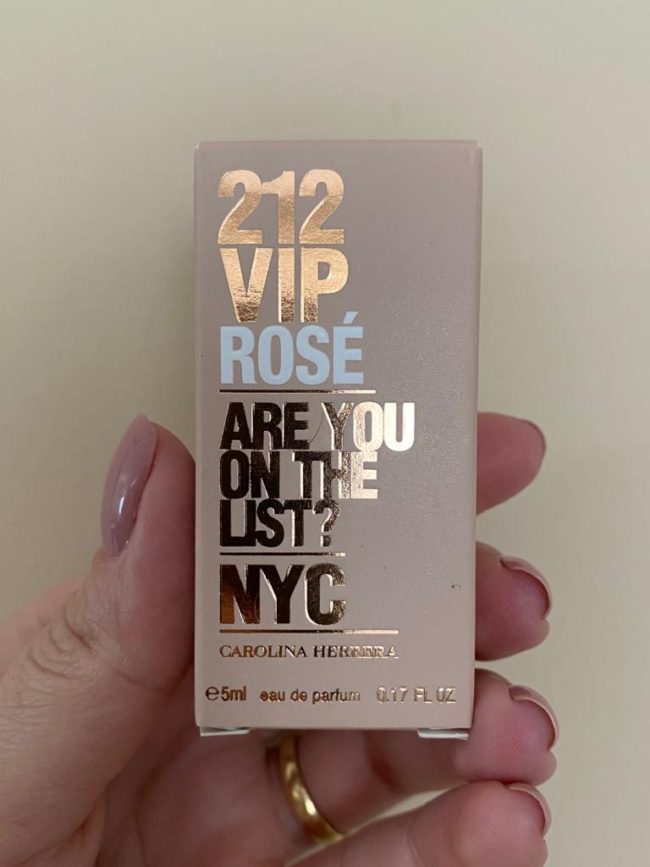 212
VIP
ROSÉ
ARE YOU
ON THE
LIST?
NYC
CAROLINA HERRERA
℮5ml eau de parfum 0.17 FL OZ